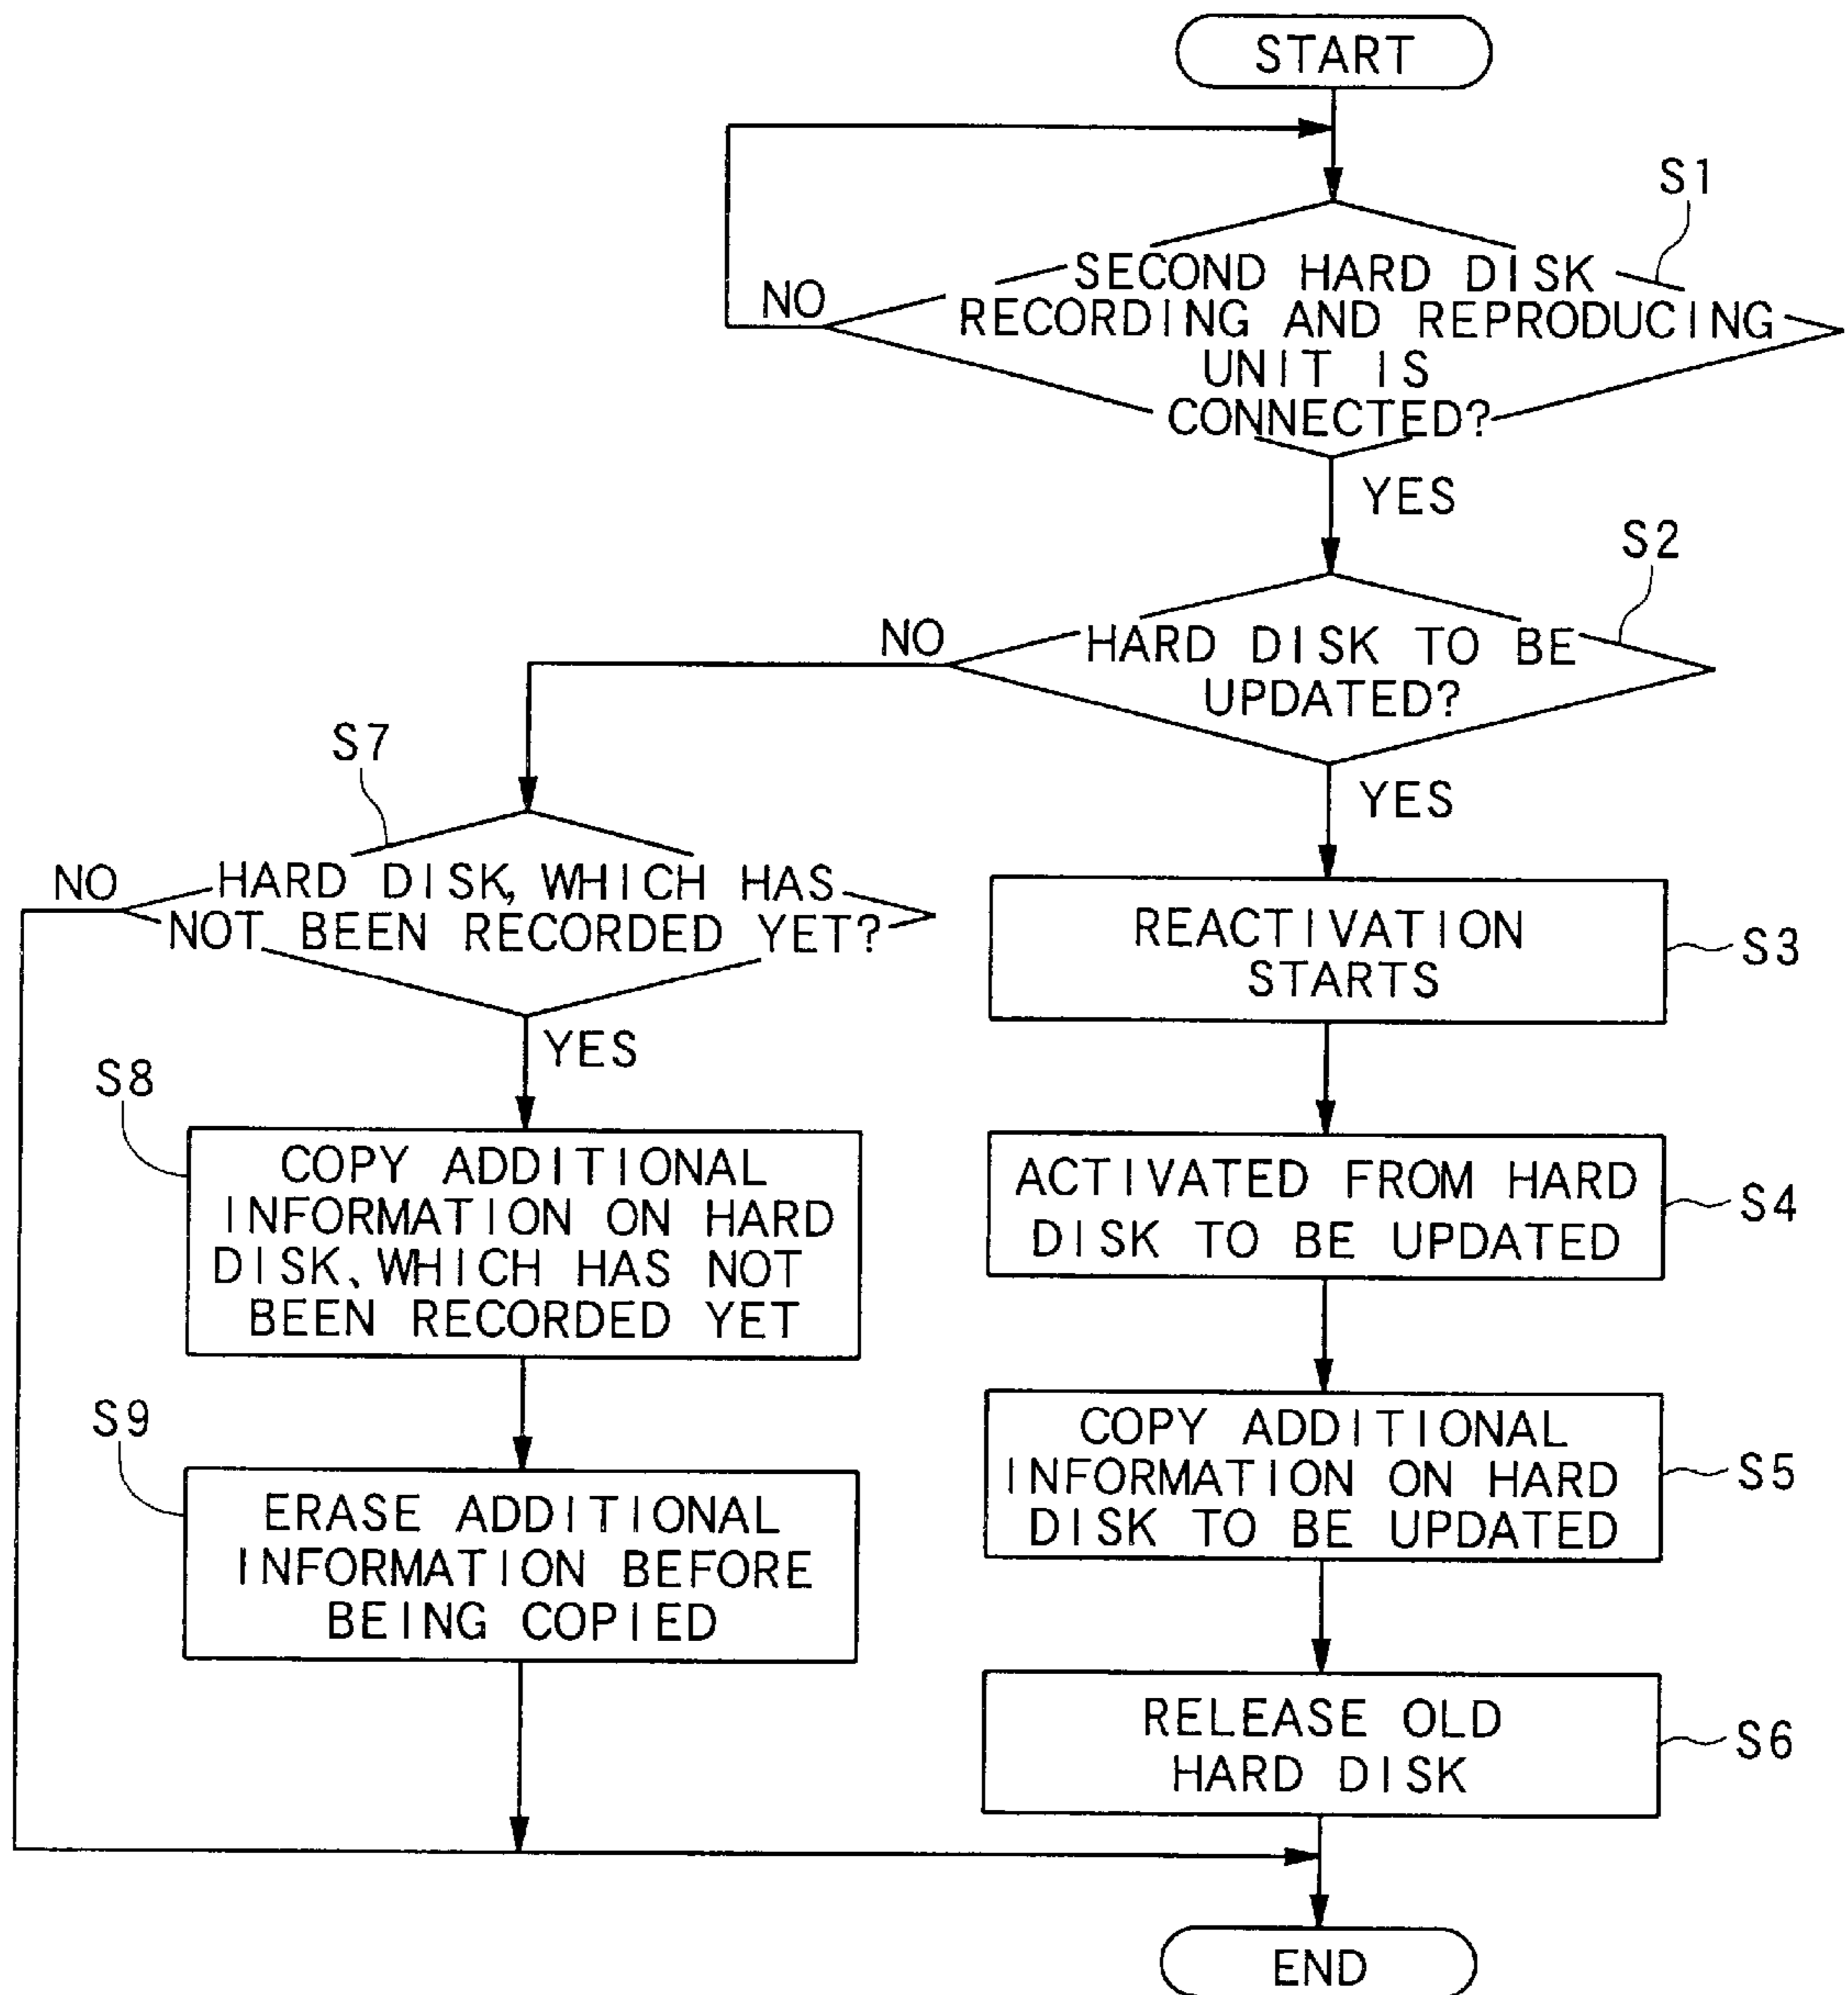 START
S1
SECOND HARD DISK
RECORDING AND REPRODUCING
UNIT IS
CONNECTED?
NO
YES
S2
HARD DISK TO BE
UPDATED?
NO
YES
S7
HARD DISK, WHICH HAS
NOT BEEN RECORDED YET?
NO
YES
REACTIVATION
STARTS
S3
S8
COPY ADDITIONAL
INFORMATION ON HARD
DISK, WHICH HAS NOT
BEEN RECORDED YET
ACTIVATED FROM HARD
DISK TO BE UPDATED
S4
S9
ERASE ADDITIONAL
INFORMATION BEFORE
BEING COPIED
COPY ADDITIONAL
INFORMATION ON HARD
DISK TO BE UPDATED
S5
RELEASE OLD
HARD DISK
S6
END